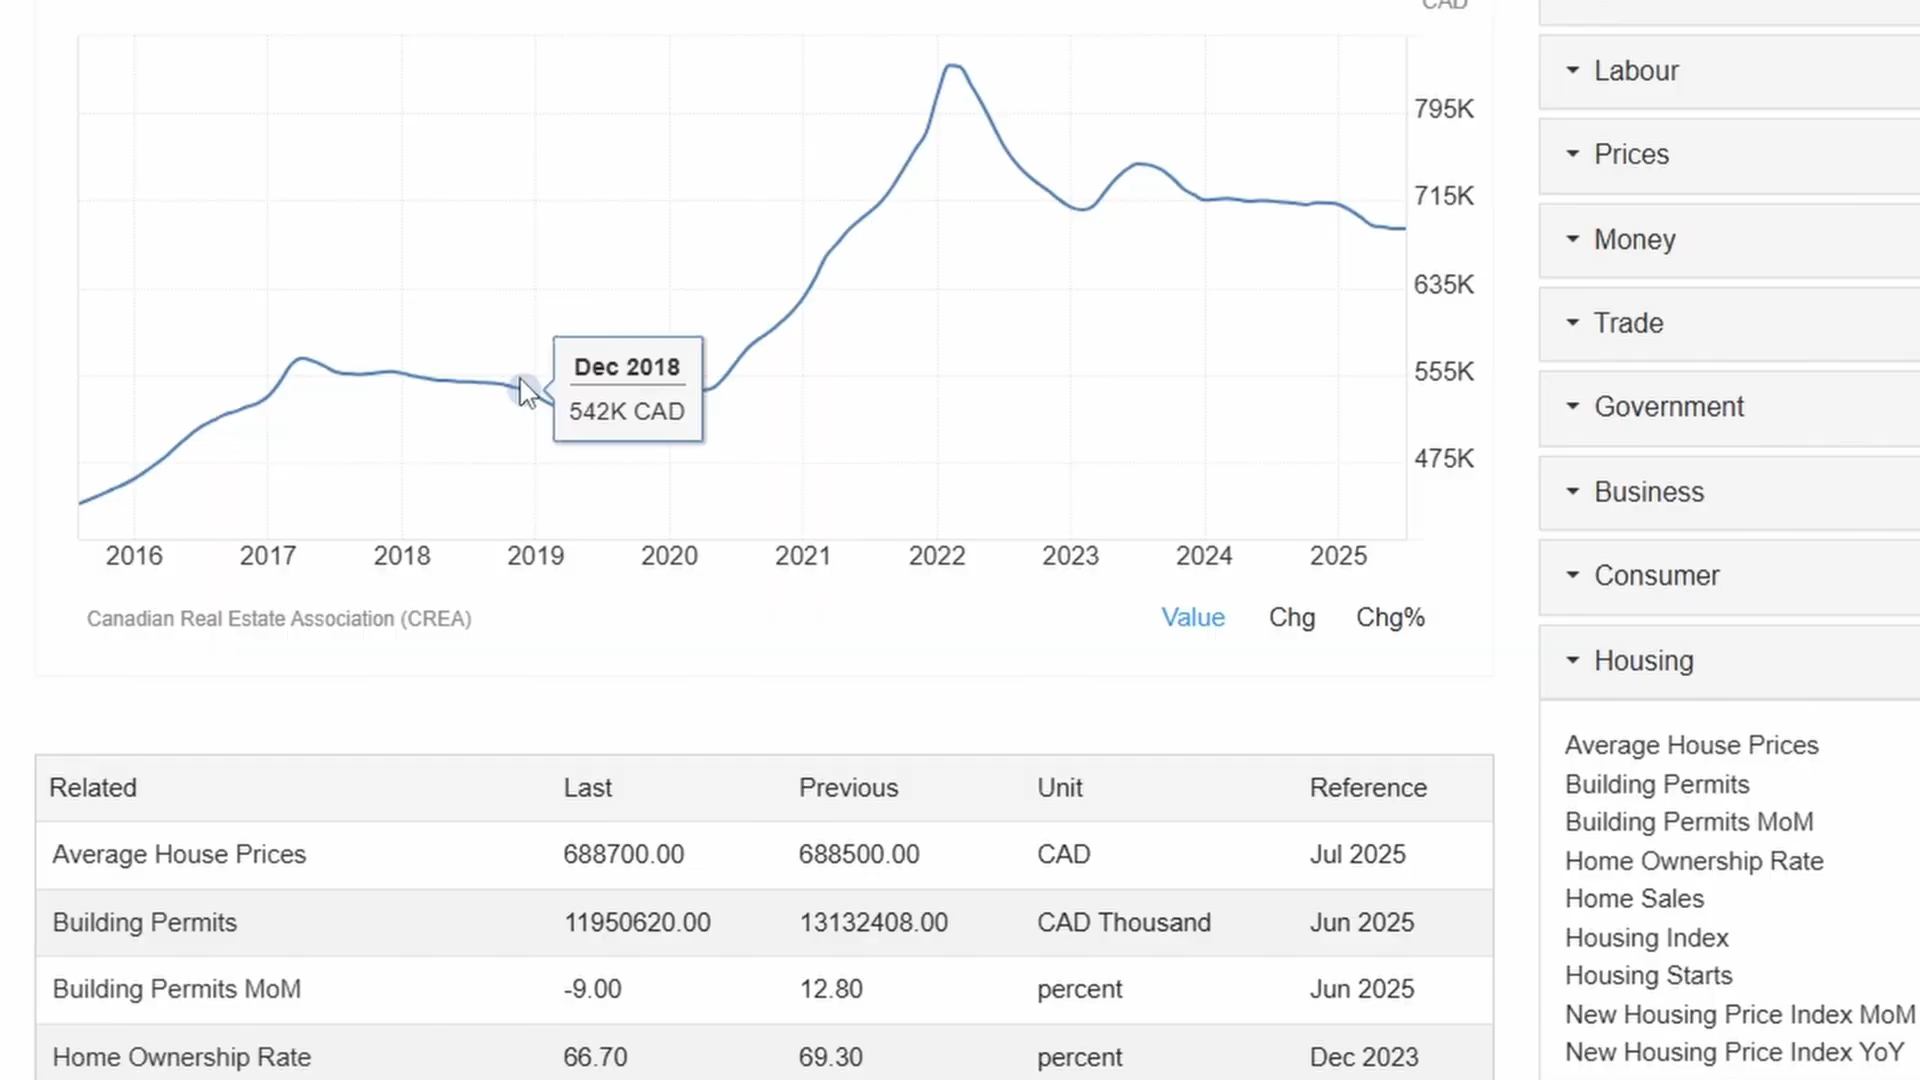 CAD
795K
715K
635K
555K
475K
Dec 2018
542K CAD
2016 2017 2018 2019 2020 2021 2022 2023 2024 2025
Canadian Real Estate Association (CREA)
Value Chg Chg%
Related Last Previous Unit Reference
Average House Prices 688700.00 688500.00 CAD Jul 2025
Building Permits 11950620.00 13132408.00 CAD Thousand Jun 2025
Building Permits MoM -9.00 12.80 percent Jun 2025
Home Ownership Rate 66.70 69.30 percent Dec 2023
Labour
Prices
Money
Trade
Government
Business
Consumer
Housing
Average House Prices
Building Permits
Building Permits MoM
Home Ownership Rate
Home Sales
Housing Index
Housing Starts
New Housing Price Index MoM
New Housing Price Index YoY